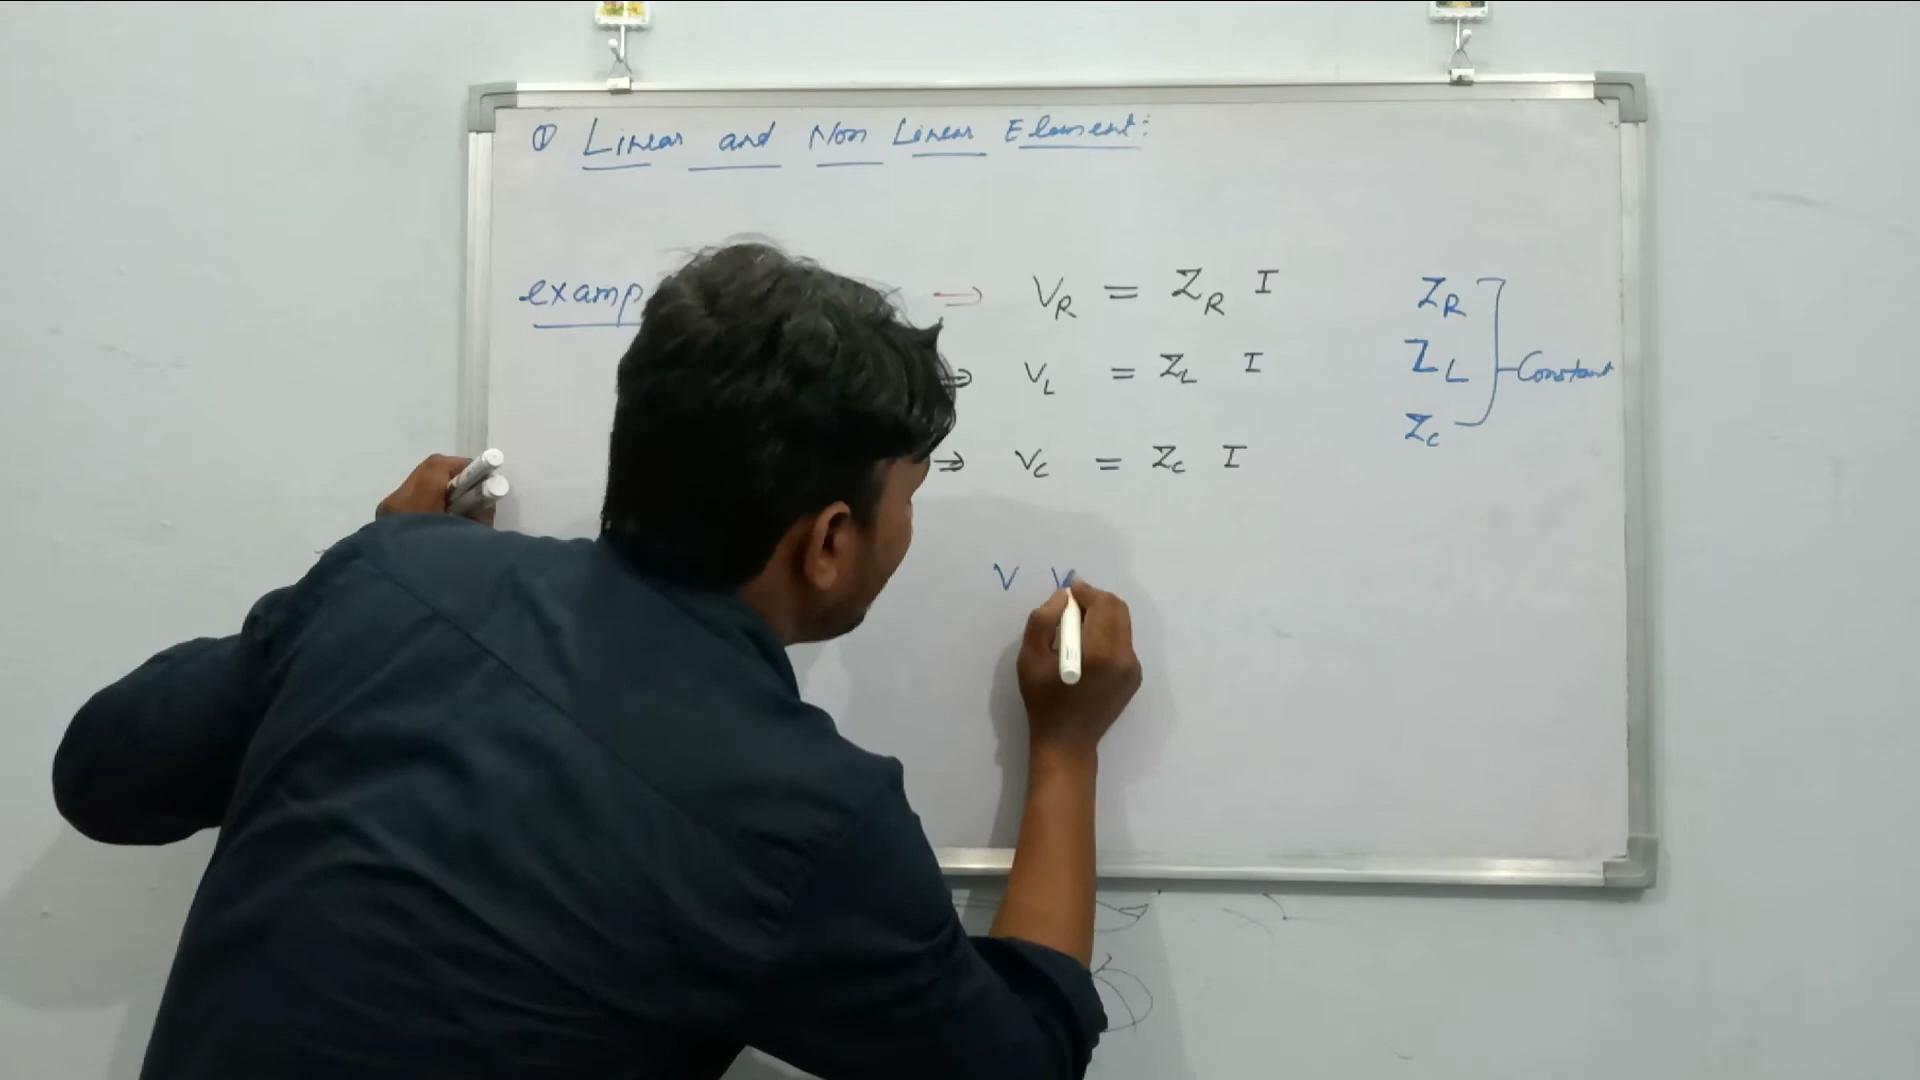 ① Linear and Non Linear Element:
examp ⇒ V_R = Z_R I Z_R
⇒ V_L = Z_L I Z_L Constant
⇒ V_C = Z_C I Z_C
V